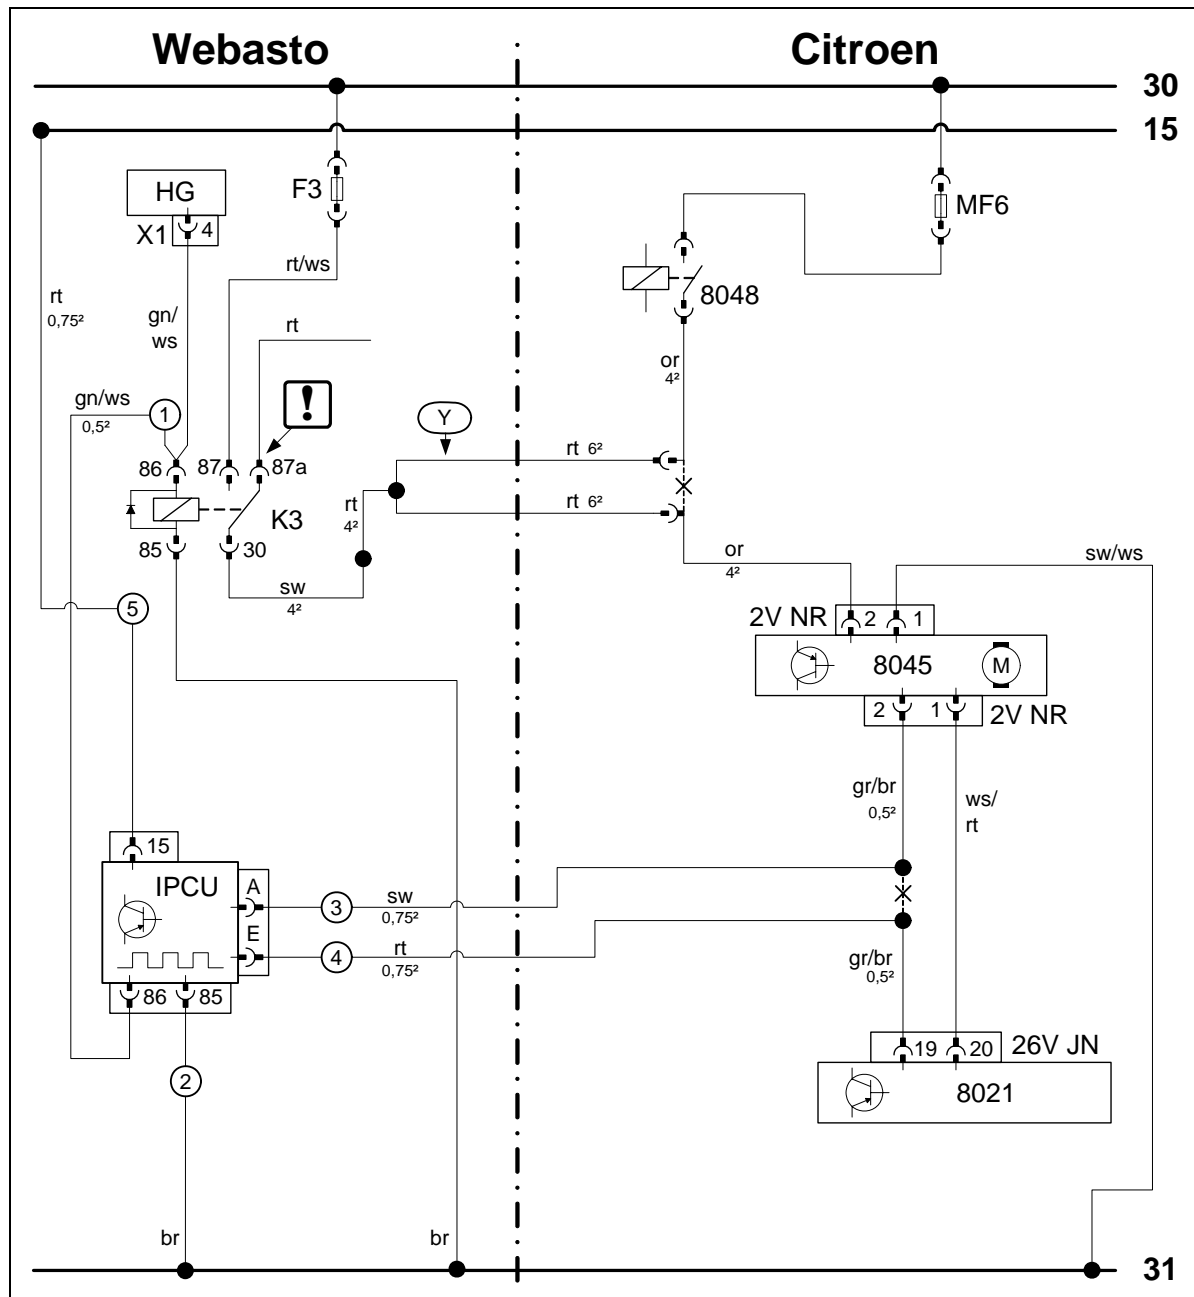 Webasto
Citroen
30
15
HG
F3
MF6
X1
4
rt/ws
rt
0,75²
gn/
ws
rt
8048
or
4²
gn/ws
0,5²
1
!
Y
86
87
87a
rt 6²
rt
4²
K3
rt 6²
85
30
or
4²
sw/ws
sw
4²
5
2V NR
2
1
8045
M
2
1
2V NR
gr/br
0,5²
ws/
rt
15
IPCU
A
3
sw
0,75²
E
4
rt
0,75²
gr/br
0,5²
86
85
19
20
26V JN
2
8021
br
br
31